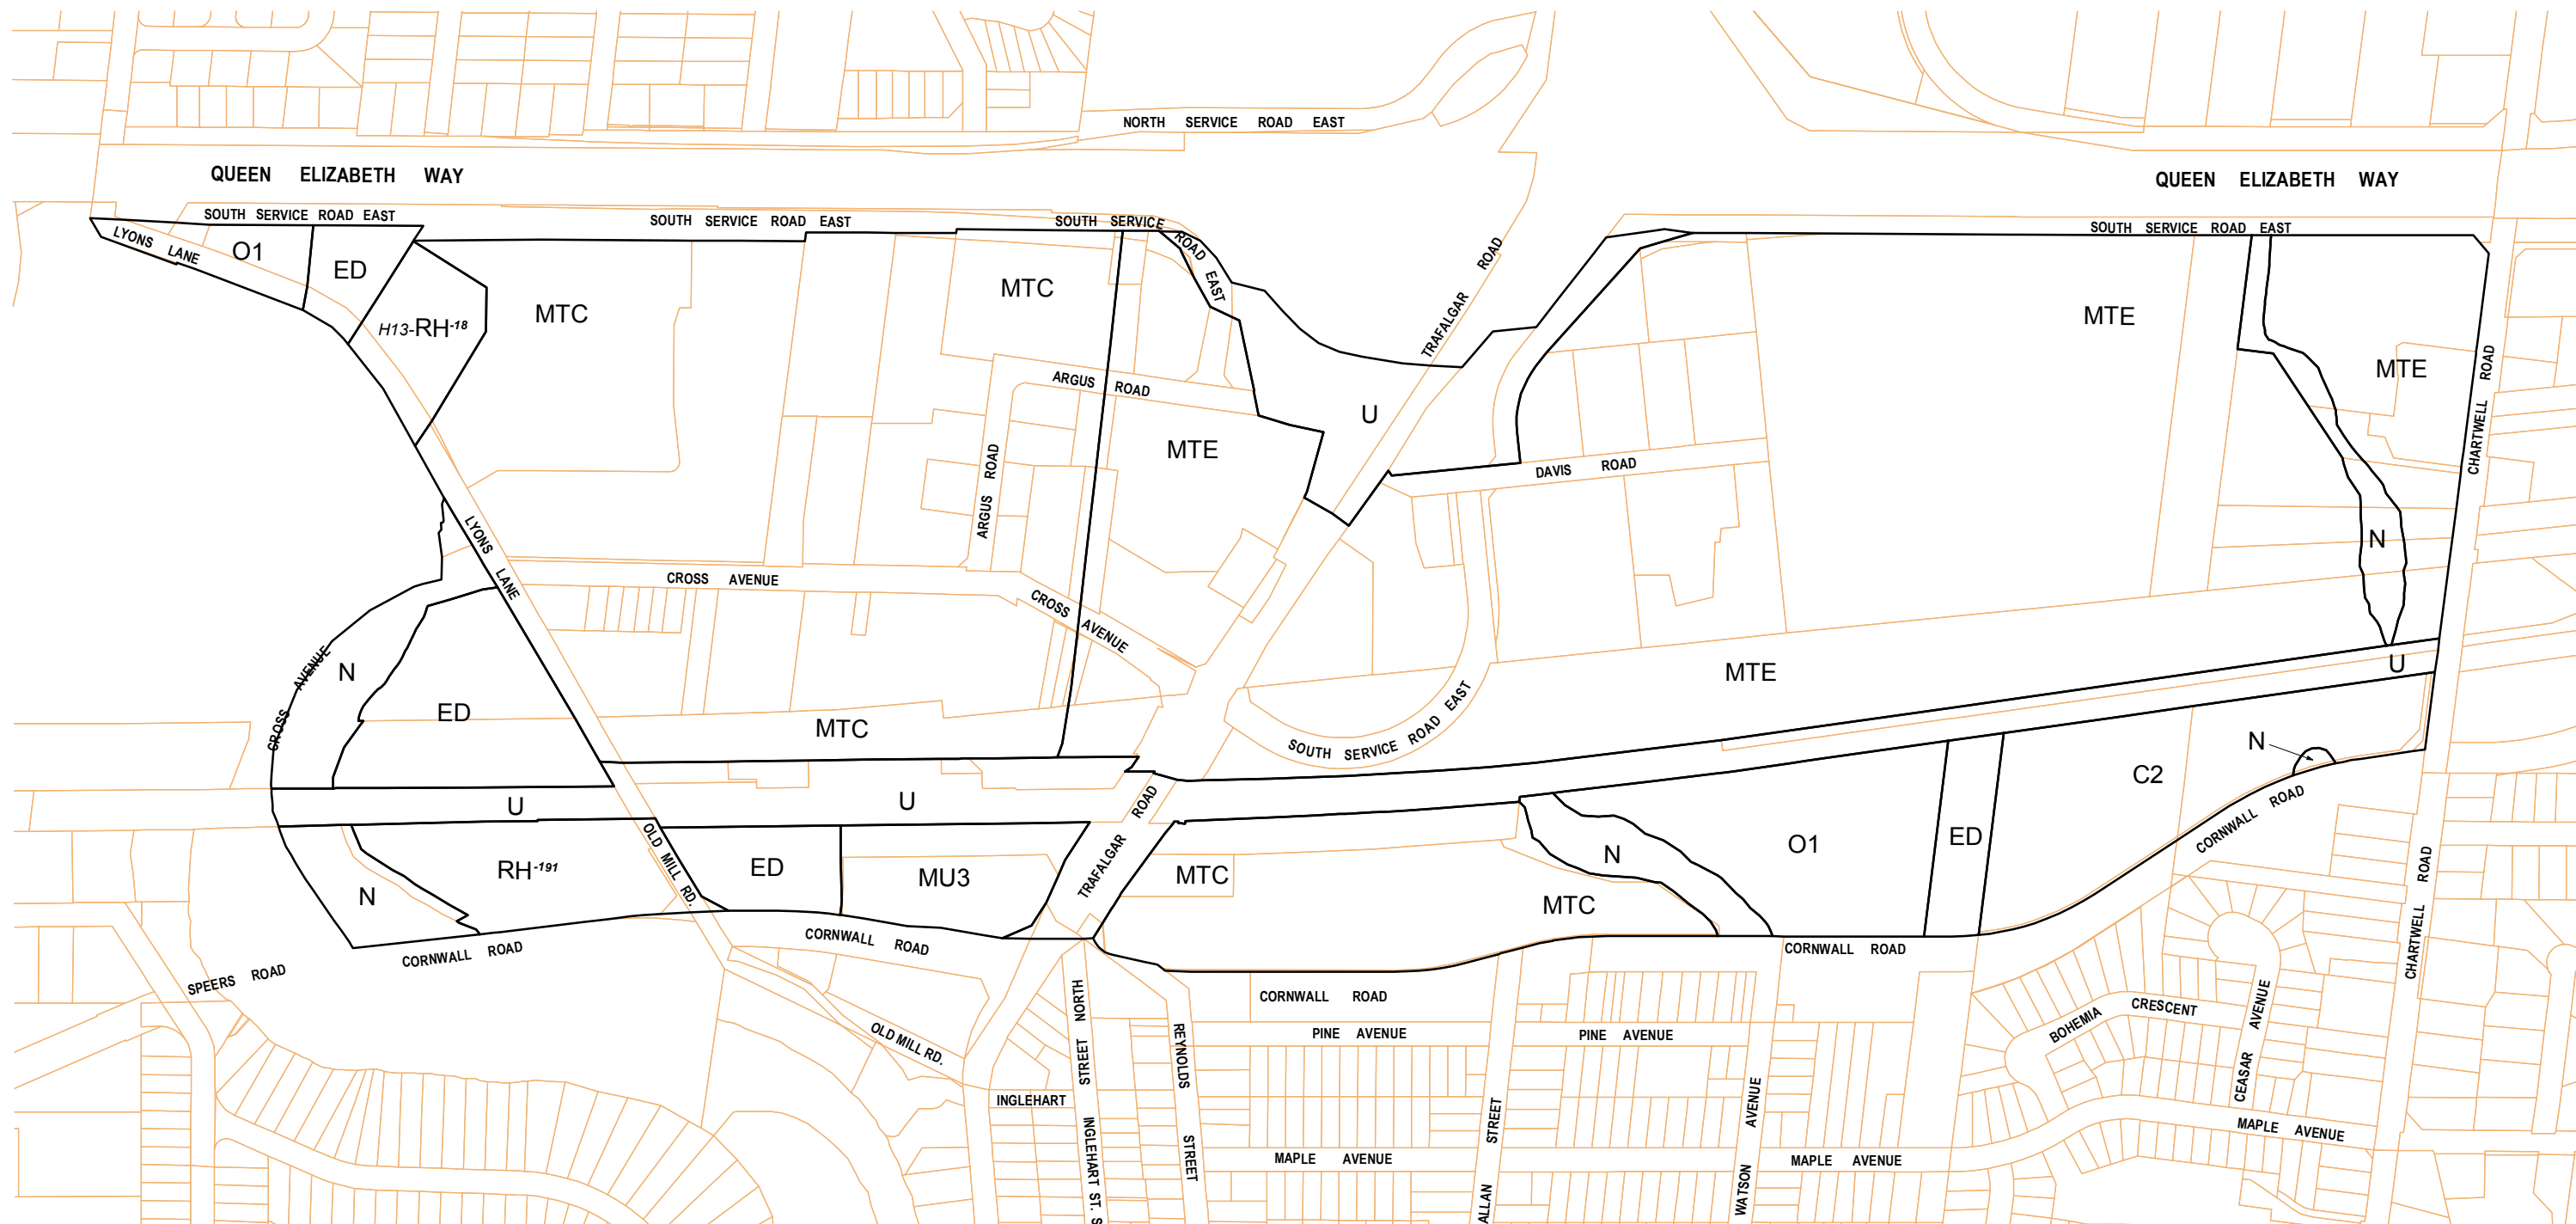 NORTH SERVICE ROAD EAST
QUEEN ELIZABETH WAY
QUEEN ELIZABETH WAY
SOUTH SERVICE ROAD EAST
SOUTH SERVICE ROAD EAST
SOUTH SERVICE
ROAD EAST
SOUTH SERVICE ROAD EAST
LYONS LANE
O1
ED
H13-RH-18
MTC
MTC
TRAFALGAR ROAD
MTE
MTE
CHARTWELL ROAD
ARGUS ROAD
ARGUS ROAD
MTE
U
DAVIS ROAD
LYONS LANE
N
CROSS AVENUE
CROSS AVENUE
CROSS AVENUE
N
ED
MTC
MTE
U
SOUTH SERVICE ROAD EAST
N
C2
U
U
TRAFALGAR ROAD
CORNWALL ROAD
OLD MILL RD.
RH-191
ED
MU3
MTC
N
O1
ED
N
MTC
CHARTWELL ROAD
CORNWALL ROAD
CORNWALL ROAD
CORNWALL ROAD
SPEERS ROAD
CORNWALL ROAD
OLD MILL RD.
PINE AVENUE
PINE AVENUE
BOHEMIA CRESCENT
CEASAR AVENUE
INGLEHART
STREET NORTH
INGLEHART ST. S
REYNOLDS STREET
ALLAN STREET
WATSON AVENUE
MAPLE AVENUE
MAPLE AVENUE
MAPLE AVENUE